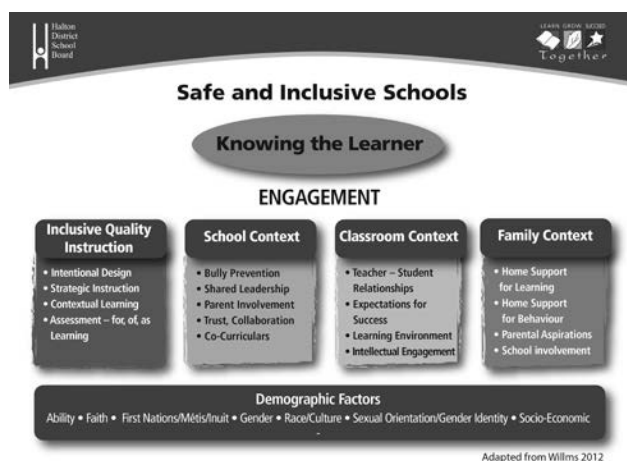 Halton
District
School
Board
LEARN GROW SUCCEED
Together
Safe and Inclusive Schools
Knowing the Learner
ENGAGEMENT
Inclusive Quality
Instruction
• Intentional Design
• Strategic Instruction
• Contextual Learning
• Assessment – for, of, as
Learning
School Context
• Bully Prevention
• Shared Leadership
• Parent Involvement
• Trust, Collaboration
• Co-Curriculars
Classroom Context
• Teacher – Student
Relationships
• Expectations for
Success
• Learning Environment
• Intellectual Engagement
Family Context
• Home Support
for Learning
• Home Support
for Behaviour
• Parental Aspirations
• School involvement
Demographic Factors
Ability • Faith • First Nations/Métis/Inuit • Gender • Race/Culture • Sexual Orientation/Gender Identity • Socio-Economic
-
Adapted from Willms 2012